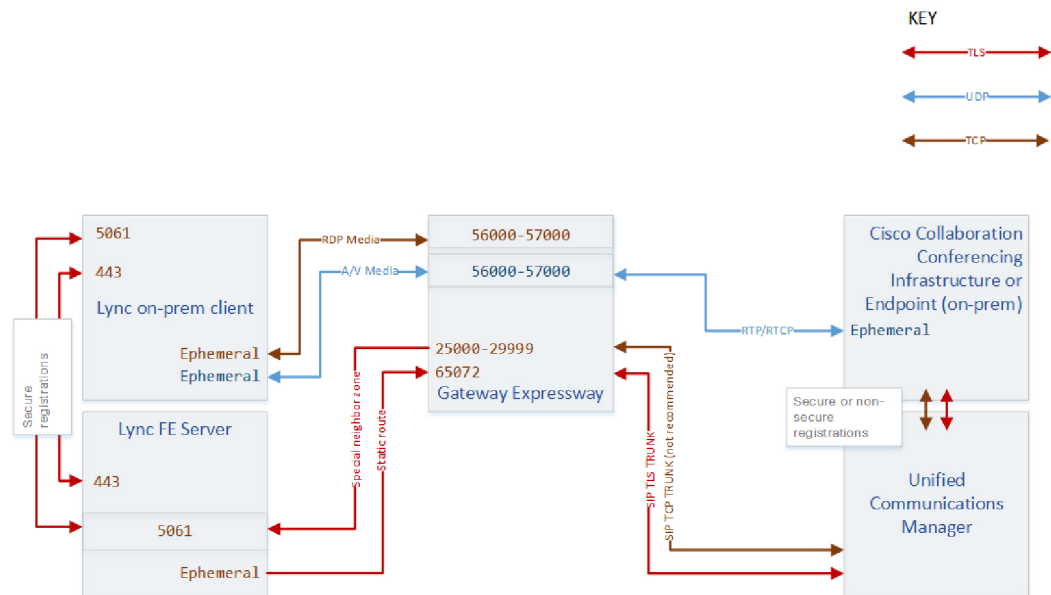 KEY
TLS
UDP
TCP
5061
443
Lync on-prem client
Ephemeral
Ephemeral
Secure
registrations
Lync FE Server
443
5061
Ephemeral
RDP Media
A/V Media
Special neighbor zone
Static route
56000-57000
56000-57000
25000-29999
65072
Gateway Expressway
RTP/RTCP
SIP TLS TRUNK
SIP TCP TRUNK (not recommended)
Cisco Collaboration
Conferencing
Infrastructure or
Endpoint (on-prem)
Ephemeral
Secure or non-
secure
registrations
Unified
Communications
Manager